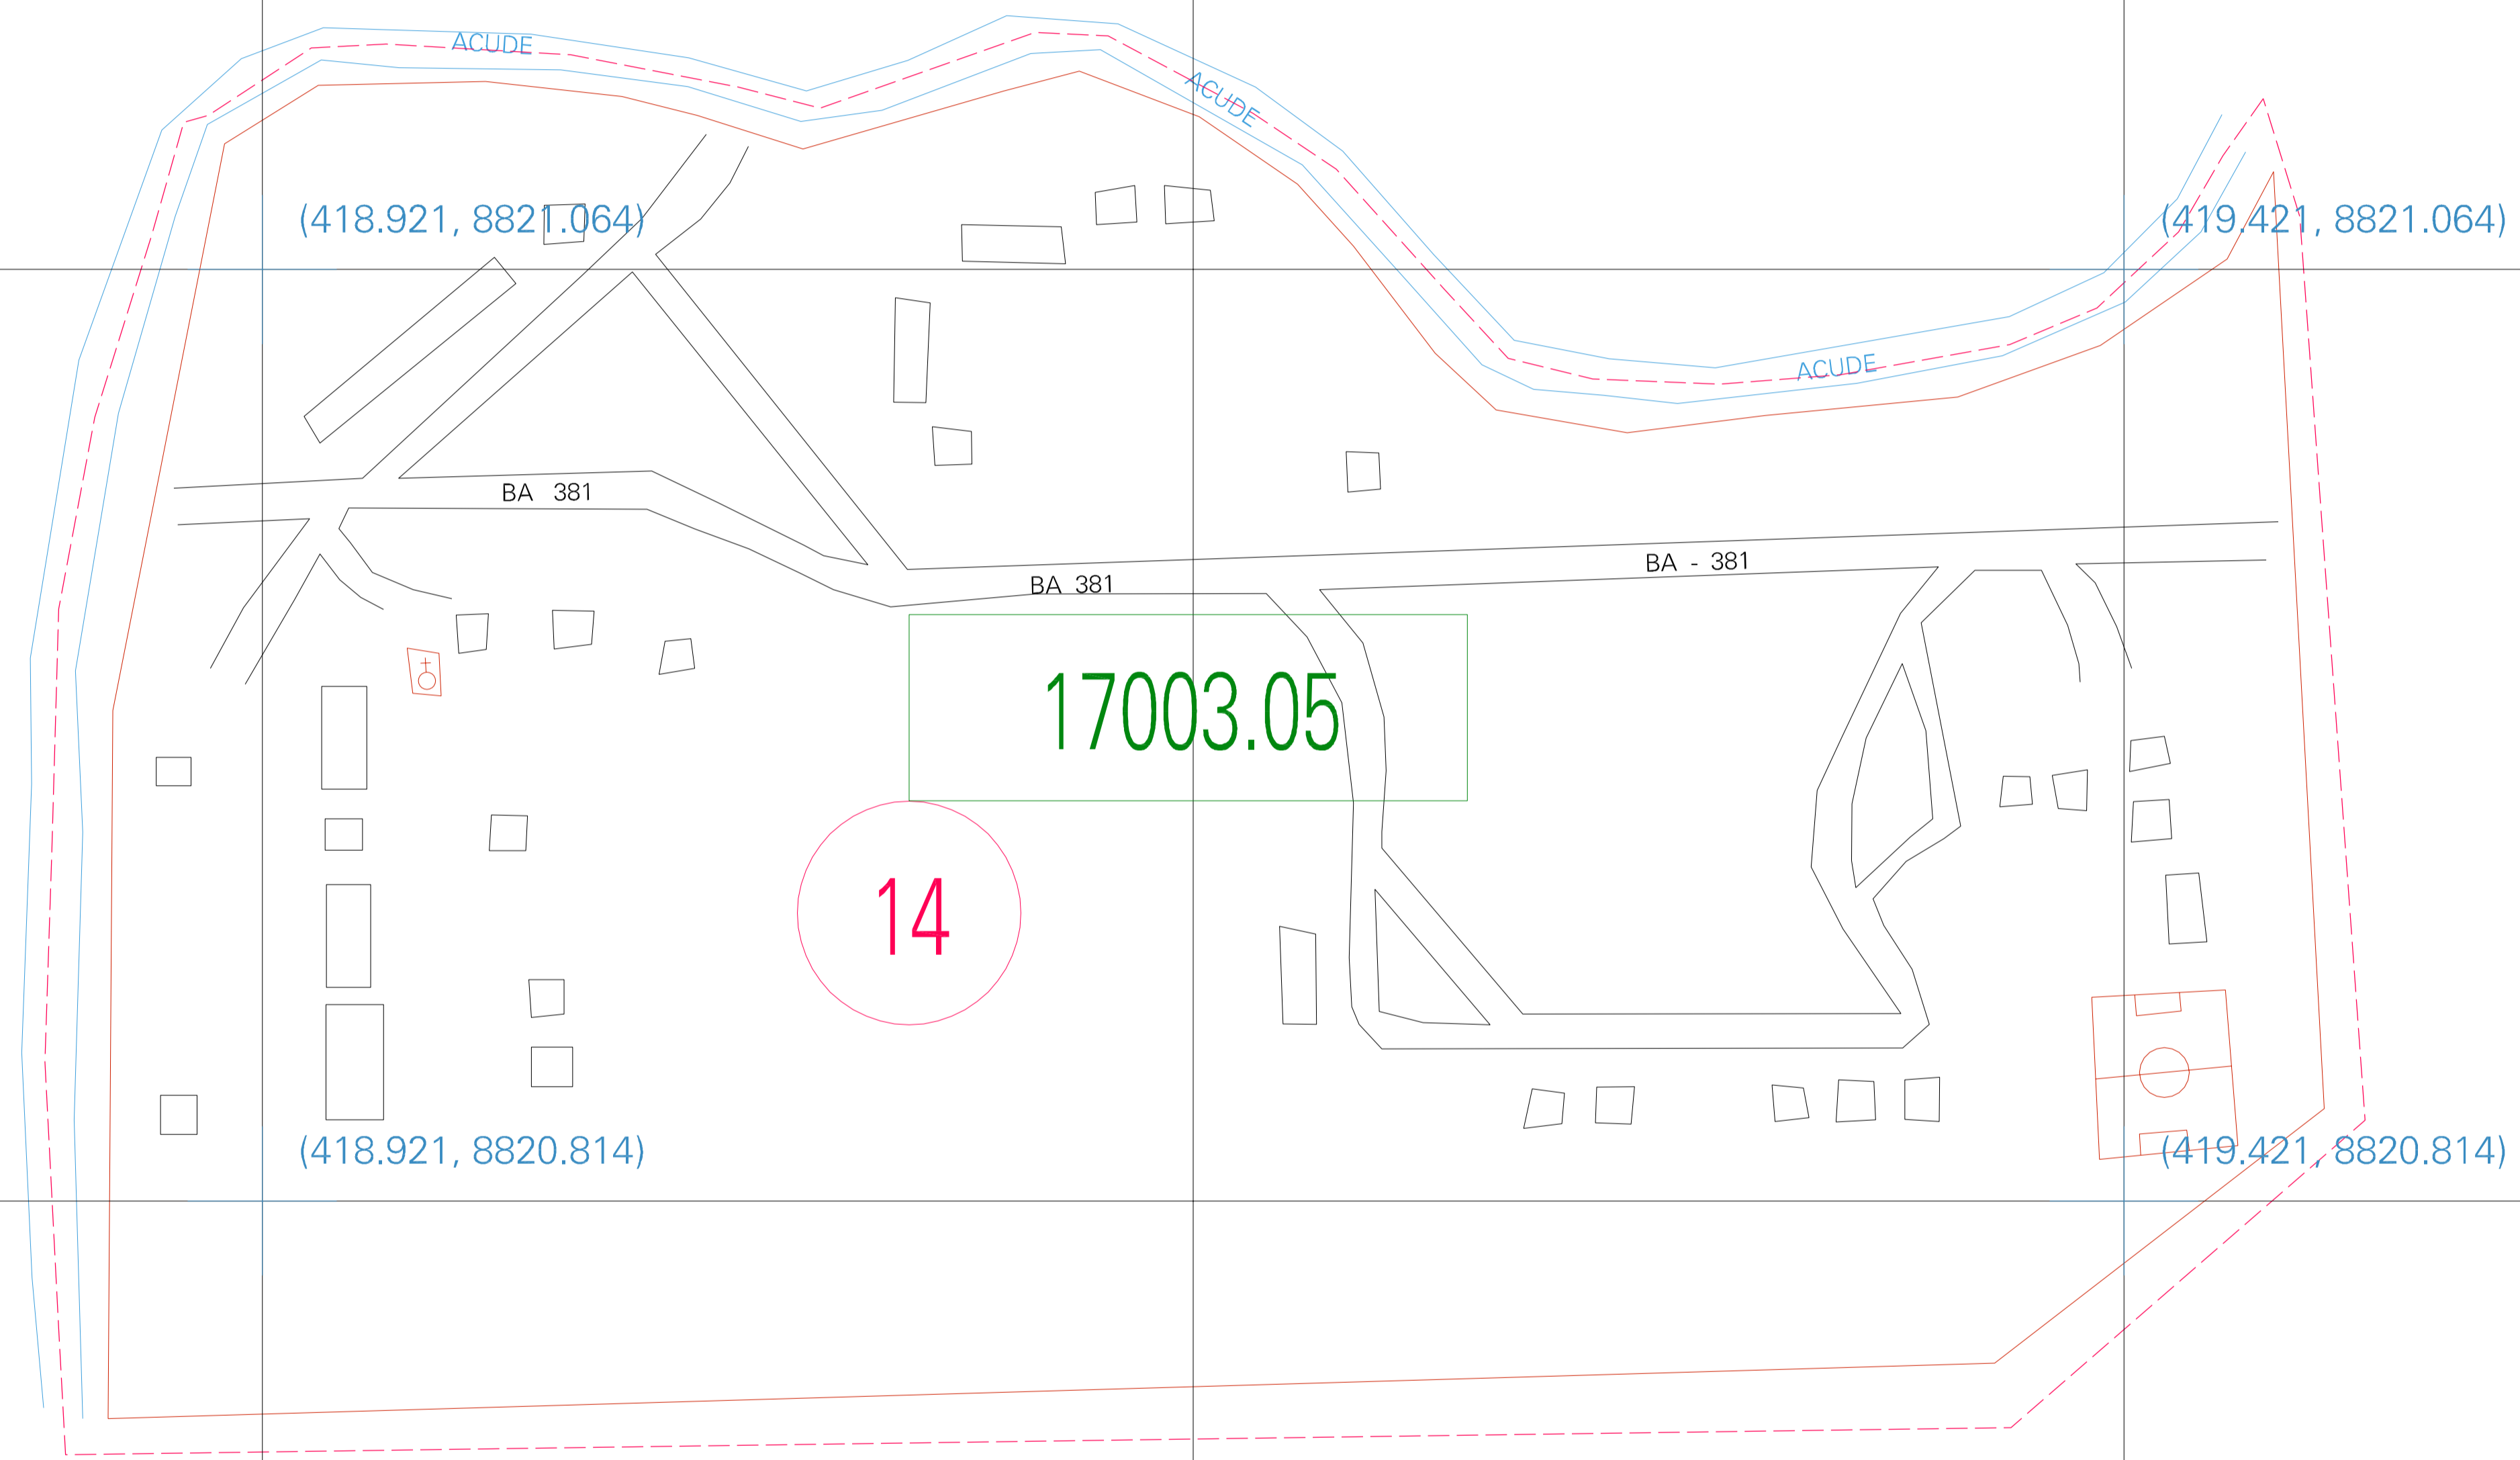 ACUDE
ACUDE
(418.921, 8821.064)
(419.421, 8821.064)
ACUDE
BA 381
BA - 381
BA 381
17003.05
14
(418.921, 8820.814)
(419.421, 8820.814)